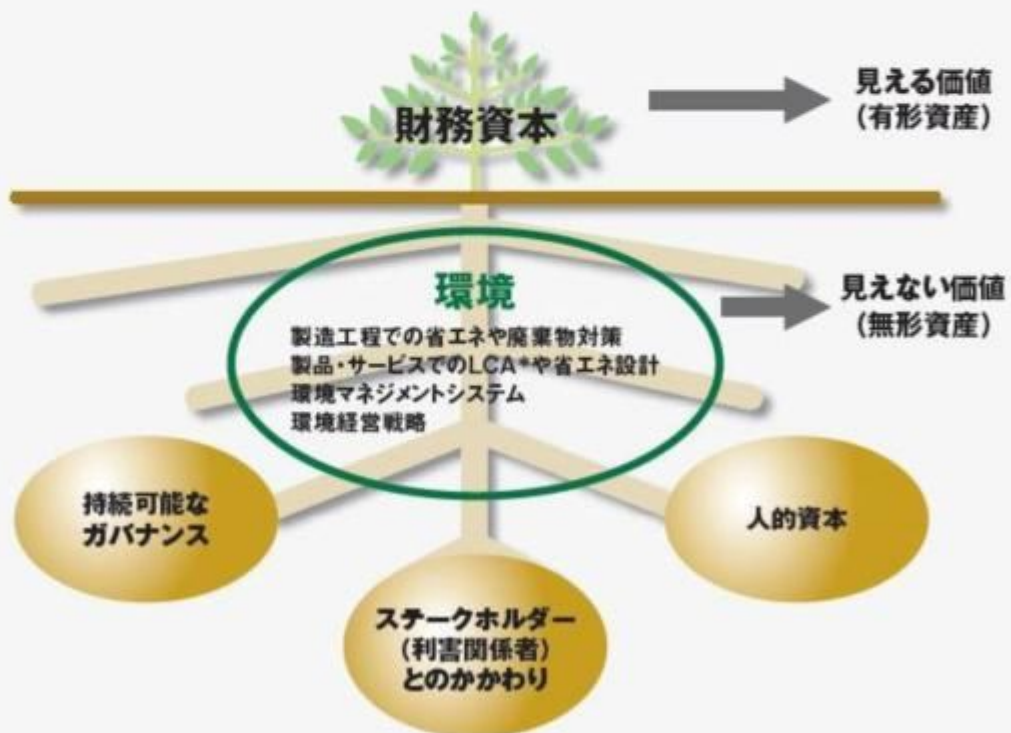 財務資本
見える価値
(有形資産)
環境
製造工程での省エネや廃棄物対策
製品・サービスでのLCA*や省エネ設計
環境マネジメントシステム
環境経営戦略
見えない価値
(無形資産)
持続可能な
ガバナンス
人的資本
ステークホルダー
(利害関係者)
とのかかわり